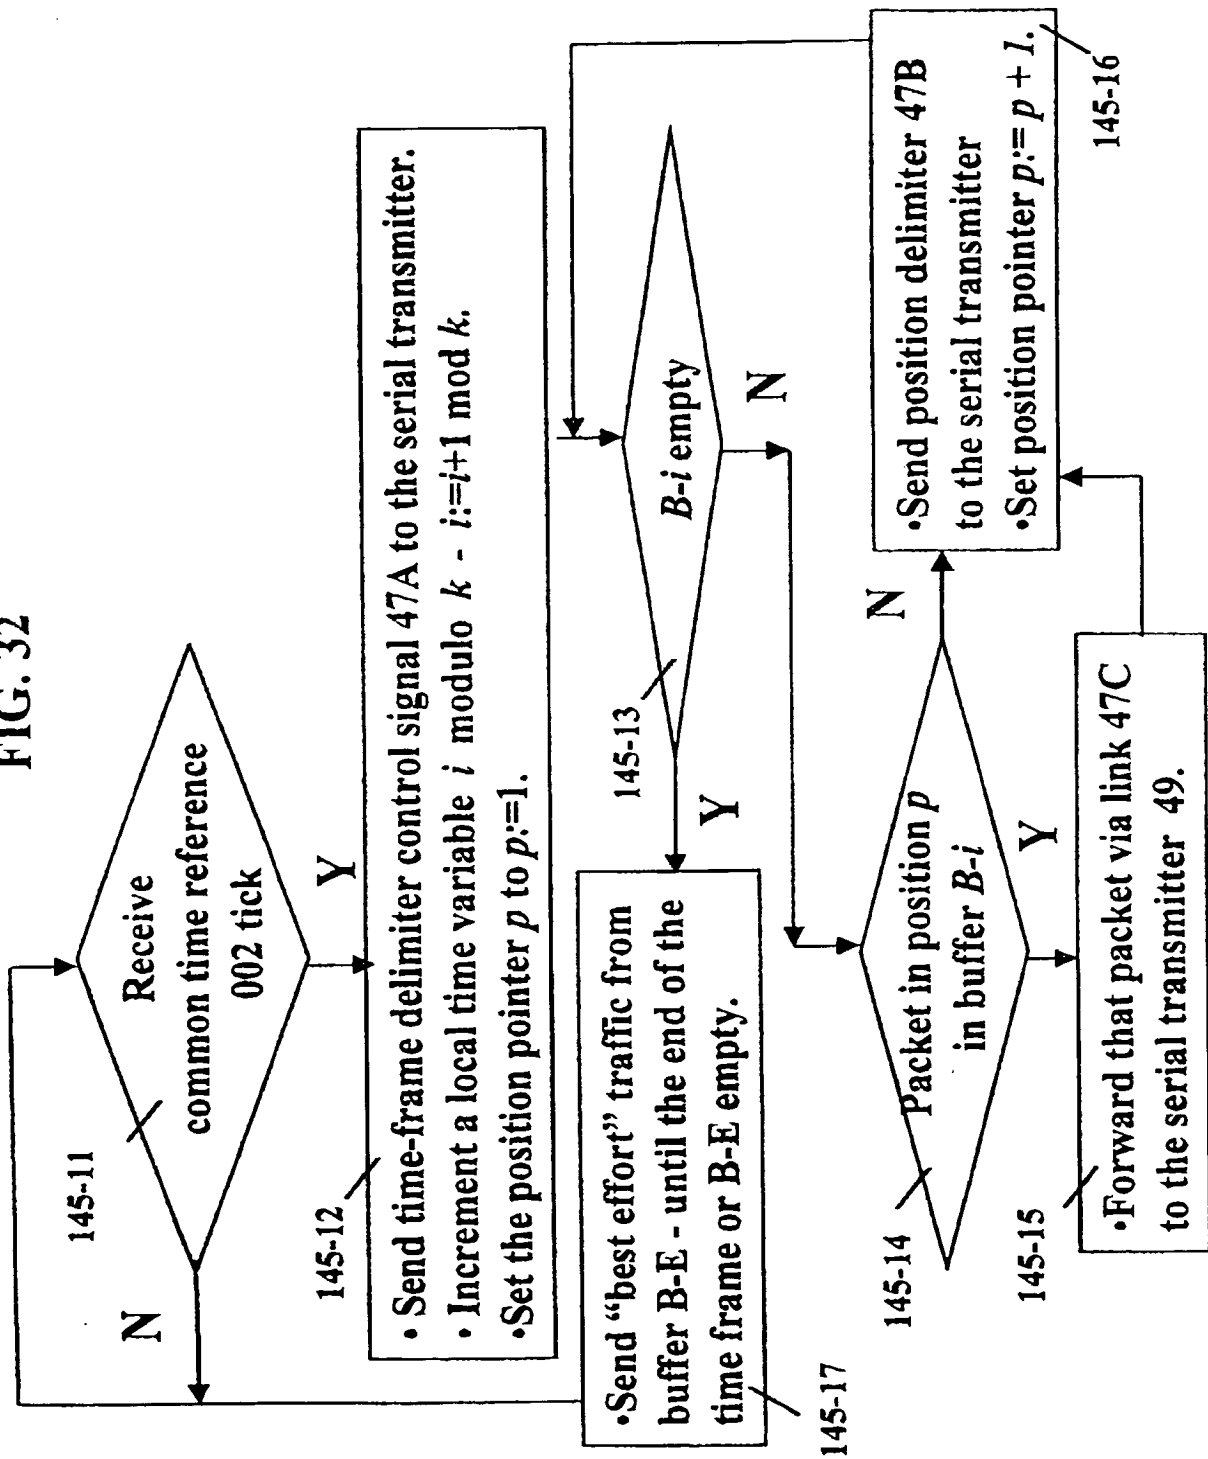 FIG. 32
145-11
Receive
common time reference
002 tick
N
Y
145-12
• Send time-frame delimiter control signal 47A to the serial transmitter.
• Increment a local time variable i modulo k - i:=i+1 mod k.
•Set the position pointer p to p:=1.
145-13
B-i empty
Y
N
•Send “best effort” traffic from
buffer B-E - until the end of the
time frame or B-E empty.
145-17
145-14
Packet in position p
in buffer B-i
N
Y
•Send position delimiter 47B
to the serial transmitter
•Set position pointer p:= p + 1.
145-16
145-15
•Forward that packet via link 47C
to the serial transmitter 49.